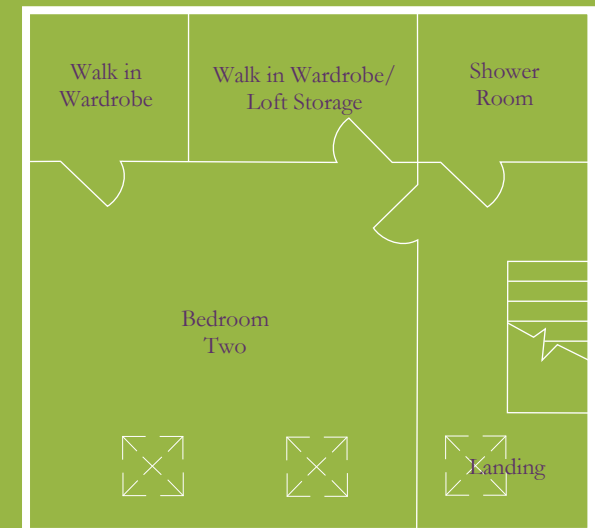 Walk in
Wardrobe
Walk in Wardrobe/
Loft Storage
Shower
Room
Bedroom
Two
Landing